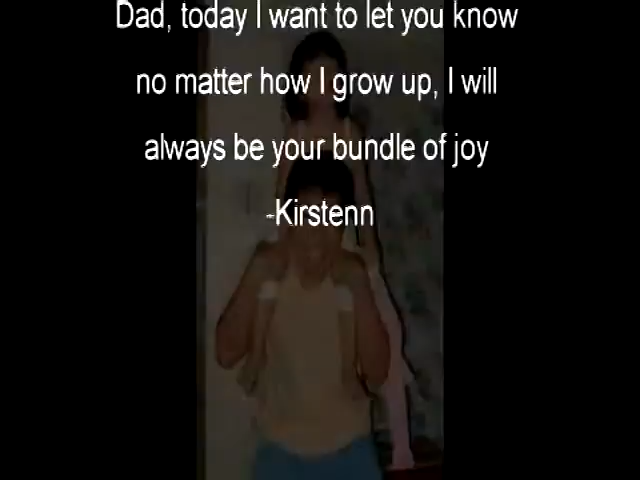 Dad, today I want to let you know
no matter how I grow up, I will
always be your bundle of joy
-Kirstenn